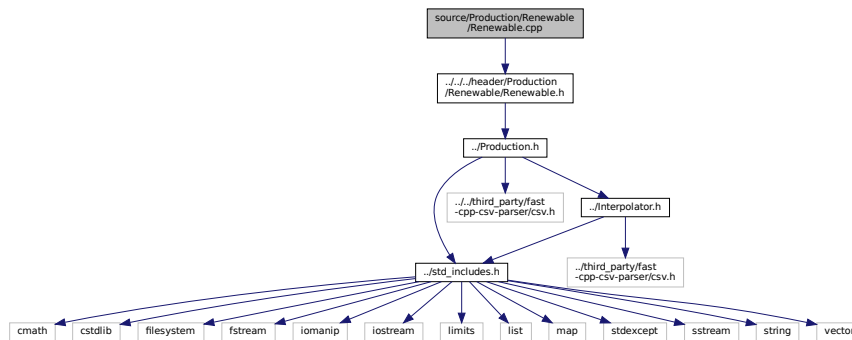 source/Production/Renewable
/Renewable.cpp
../../../header/Production
/Renewable/Renewable.h
../Production.h
../../third_party/fast
-cpp-csv-parser/csv.h
../Interpolator.h
../std_includes.h
../third_party/fast
-cpp-csv-parser/csv.h
cmath
cstdlib
filesystem
fstream
iomanip
iostream
limits
list
map
stdexcept
sstream
string
vector